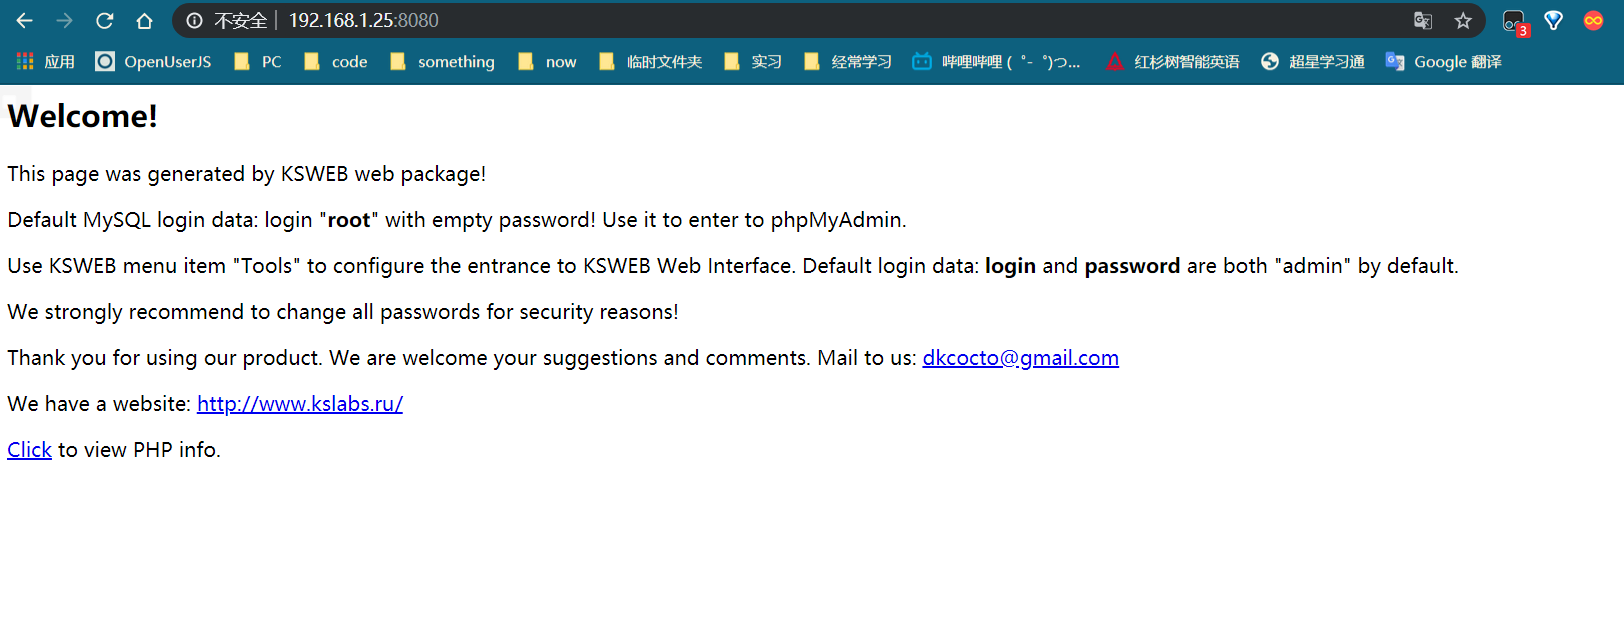 不安全 192.168.1.25:8080
3
应用 OpenUserJS PC code something now 临时文件夹 实习 经常学习 哔哩哔哩 ( ゜- ゜)つ... 红杉树智能英语 超星学习通 Google 翻译
Welcome!
This page was generated by KSWEB web package!
Default MySQL login data: login "root" with empty password! Use it to enter to phpMyAdmin.
Use KSWEB menu item "Tools" to configure the entrance to KSWEB Web Interface. Default login data: login and password are both "admin" by default.
We strongly recommend to change all passwords for security reasons!
Thank you for using our product. We are welcome your suggestions and comments. Mail to us: dkcocto@gmail.com
We have a website: http://www.kslabs.ru/
Click to view PHP info.